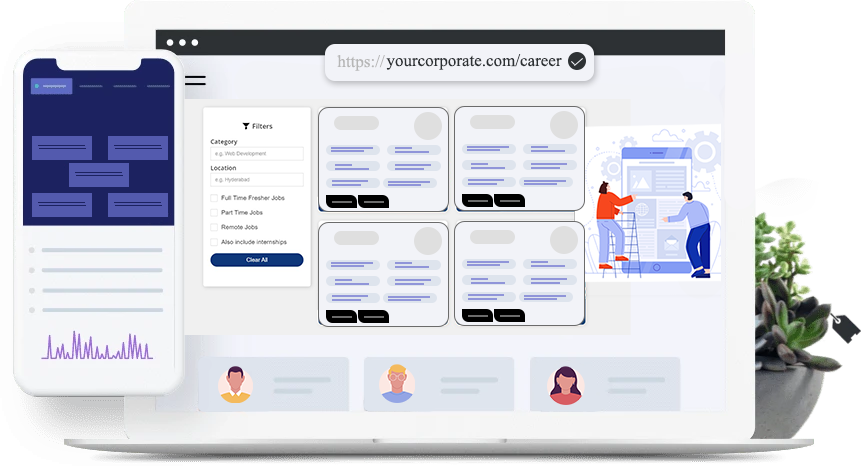 https://yourcorporate.com/career
Filters
Category
e.g. Web Development
Location
e.g. Hyderabad
Full Time Fresher Jobs
Part Time Jobs
Remote Jobs
Also include internships
Clear All